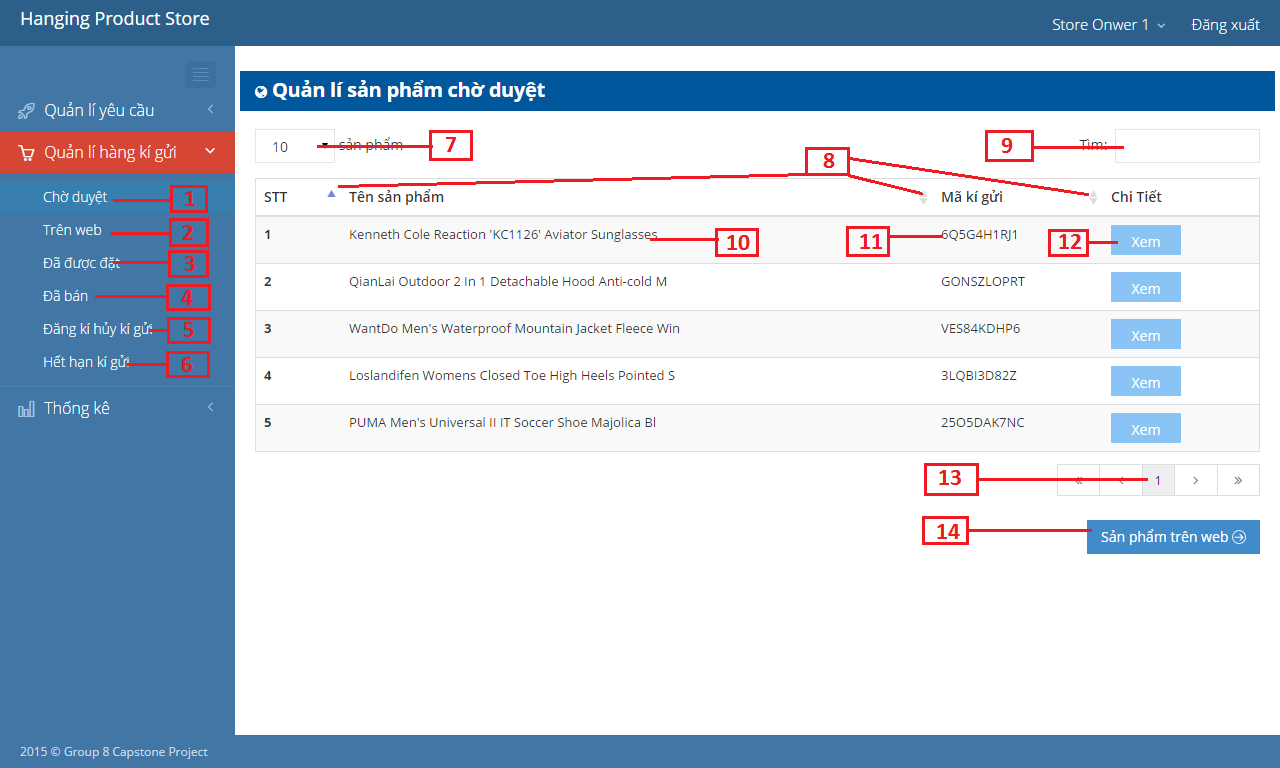 Hanging Product Store
Store Onwer 1
Đăng xuất
Quản lí yêu cầu
Quản lí hàng kí gửi
Chờ duyệt 1
Trên web 2
Đã được đặt 3
Đã bán 4
Đăng kí hủy kí gửi 5
Hết hạn kí gửi 6
Thống kê
Quản lí sản phẩm chờ duyệt
10 sản phẩm 7
8
9 Tìm:
STT Tên sản phẩm Mã kí gửi Chi Tiết
1 Kenneth Cole Reaction 'KC1126' Aviator Sunglasses 10 11 6Q5G4H1RJ1 12 Xem
2 QianLai Outdoor 2 In 1 Detachable Hood Anti-cold M GONSZLOPRT Xem
3 WantDo Men's Waterproof Mountain Jacket Fleece Win VES84KDHP6 Xem
4 Loslandifen Womens Closed Toe High Heels Pointed S 3LQBI3D82Z Xem
5 PUMA Men's Universal II IT Soccer Shoe Majolica Bl 25O5DAK7NC Xem
13 « ‹ 1 › »
14 Sản phẩm trên web
2015 © Group 8 Capstone Project